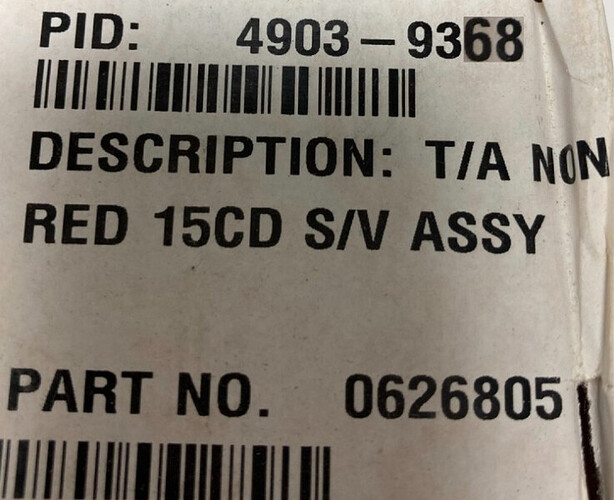 PID: 4903-9368
DESCRIPTION: T/A NON
RED 15CD S/V ASSY
PART NO. 0626805